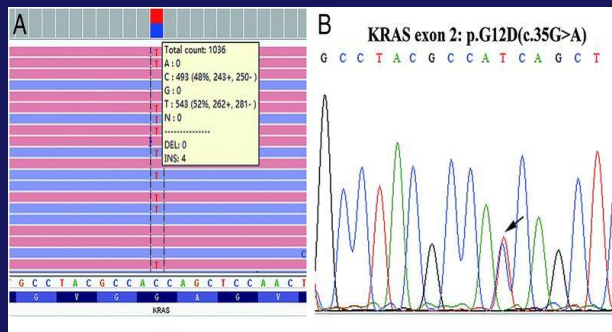 A
Total count: 1036
A : 0
C : 493 (48%, 243+, 250- )
G : 0
T : 543 (52%, 262+, 281- )
N : 0
---------------
DEL: 0
INS: 4
T
T
T
T
T
T
T
T
T
T
T
C
G C C T A C G C C A C C A G C T C C A A C T
G V G G A G V
KRAS
B
KRAS exon 2: p.G12D(c.35G>A)
G C C T A C G C C A T C A G C T